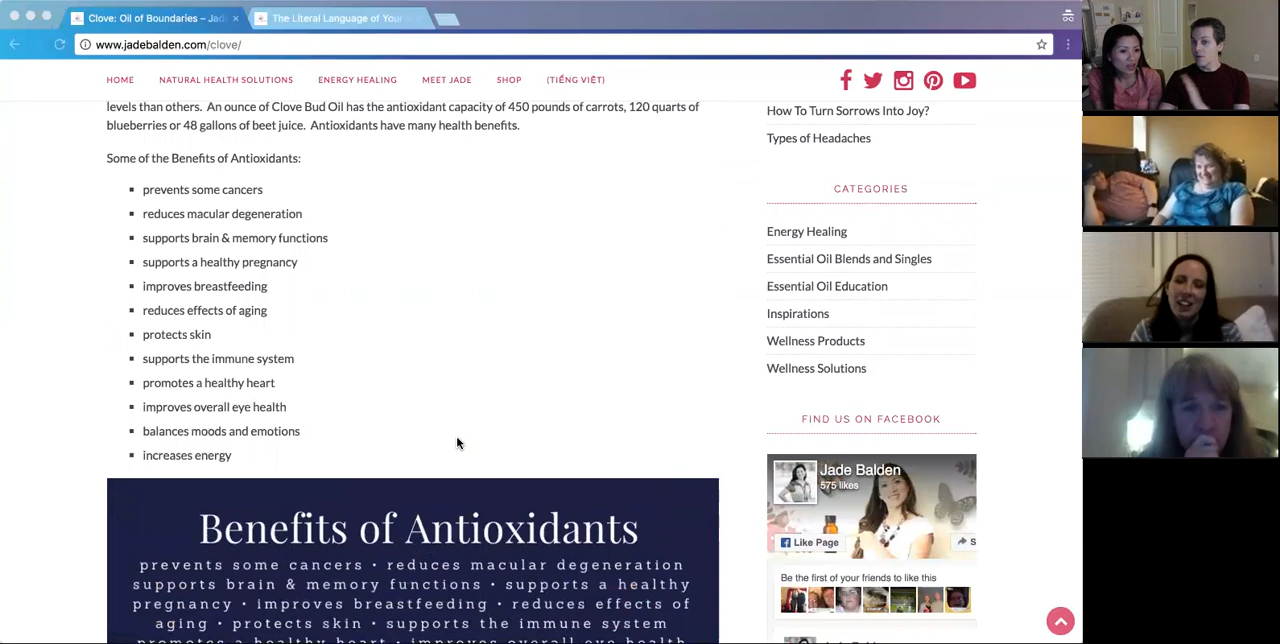 Clove: Oil of Boundaries – Jad
The Literal Language of Your
www.jadebalden.com/clove/
HOME NATURAL HEALTH SOLUTIONS ENERGY HEALING MEET JADE SHOP (TIẾNG VIỆT)
levels than others. An ounce of Clove Bud Oil has the antioxidant capacity of 450 pounds of carrots, 120 quarts of
blueberries or 48 gallons of beet juice. Antioxidants have many health benefits.
Some of the Benefits of Antioxidants:
prevents some cancers
reduces macular degeneration
supports brain & memory functions
supports a healthy pregnancy
improves breastfeeding
reduces effects of aging
protects skin
supports the immune system
promotes a healthy heart
improves overall eye health
balances moods and emotions
increases energy
Benefits of Antioxidants
prevents some cancers • reduces macular degeneration
supports brain & memory functions • supports a healthy
pregnancy • improves breastfeeding • reduces effects of
aging • protects skin • supports the immune system
promotes a healthy heart • improves overall eye health
How To Turn Sorrows Into Joy?
Types of Headaches
CATEGORIES
Energy Healing
Essential Oil Blends and Singles
Essential Oil Education
Inspirations
Wellness Products
Wellness Solutions
FIND US ON FACEBOOK
Jade Balden
575 likes
Like Page
S
Be the first of your friends to like this